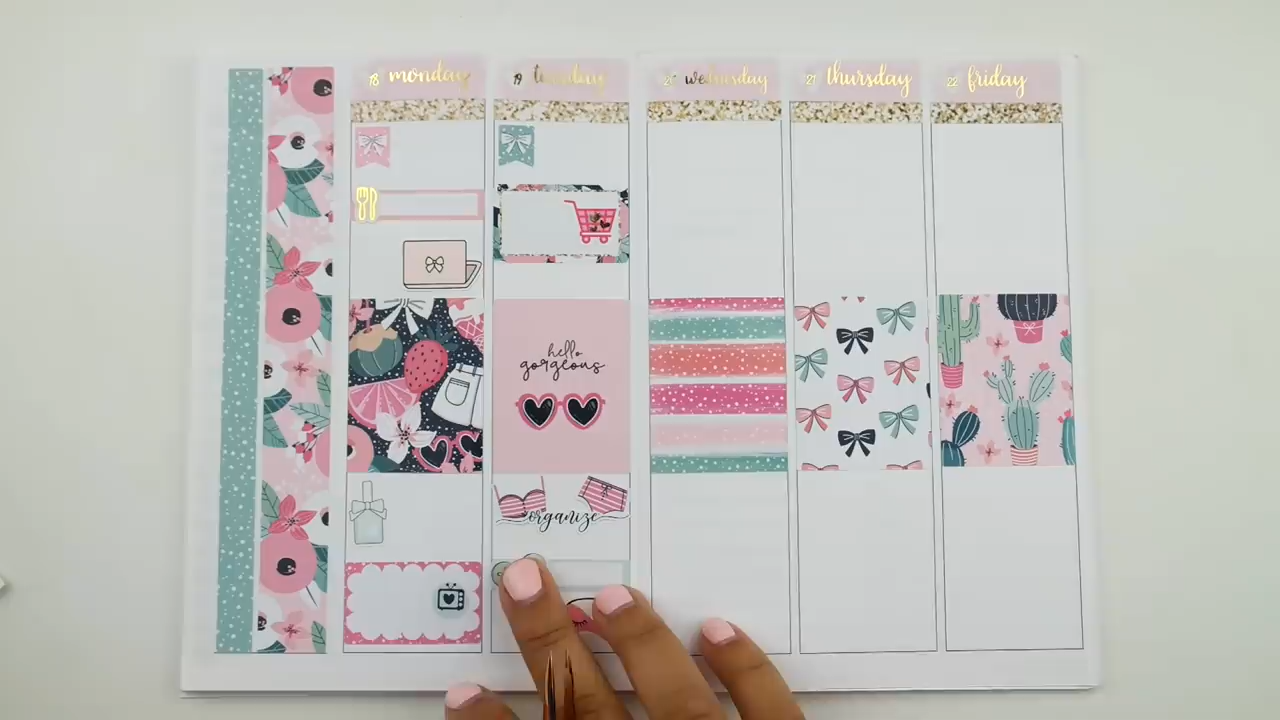 18 monday
19 tuesday
20 wednesday
21 thursday
22 friday
hello
gorgeous
organize